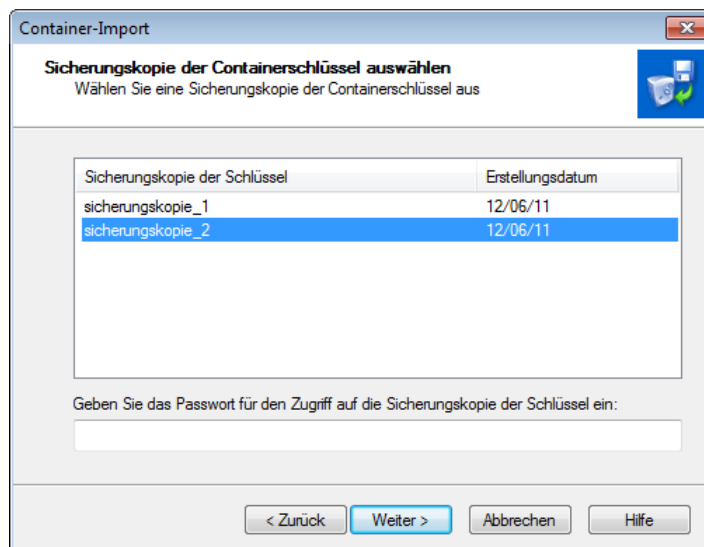 Container-Import
Sicherungskopie der Containerschlüssel auswählen
Wählen Sie eine Sicherungskopie der Containerschlüssel aus
Sicherungskopie der Schlüssel Erstellungsdatum
sicherungskopie_1 12/06/11
sicherungskopie_2 12/06/11
Geben Sie das Passwort für den Zugriff auf die Sicherungskopie der Schlüssel ein:
< Zurück Weiter > Abbrechen Hilfe